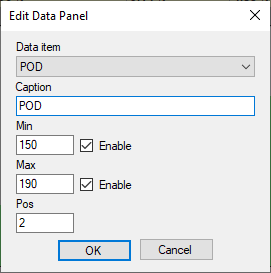 Edit Data Panel
Data item
POD
Caption
POD
Min
150 Enable
Max
190 Enable
Pos
2
OK Cancel